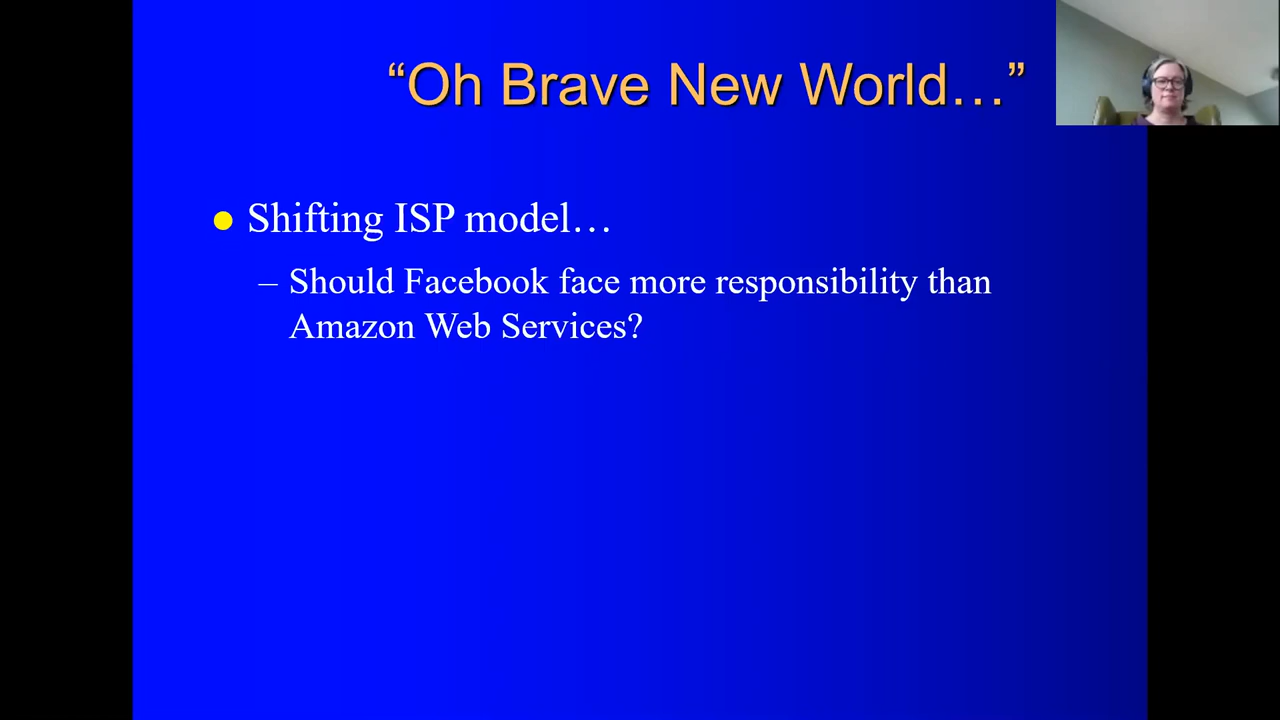 “Oh Brave New World…”
Shifting ISP model…
– Should Facebook face more responsibility than
Amazon Web Services?